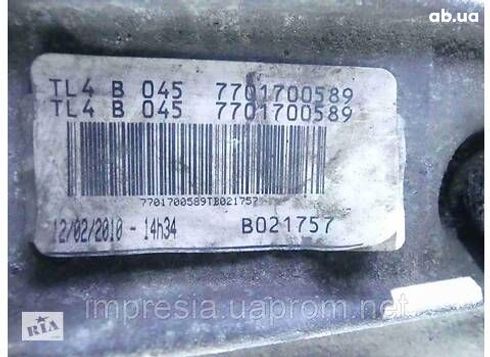 ab.ua
TL4 B 045 7701700589
TL4 B 045 7701700589
7701700589TB021757
12/02/2010 - 14h34 B021757
impresia.uaprom.net
RIA